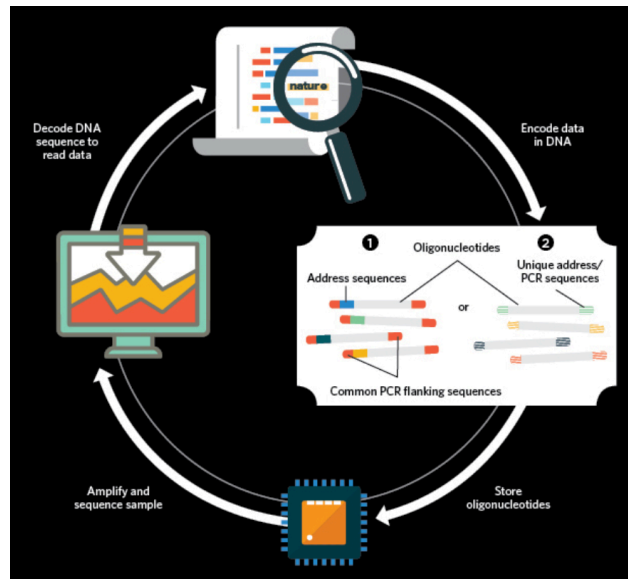 nature
Decode DNA
sequence to
read data
Encode data
in DNA
1
Oligonucleotides
2
Address sequences
Unique address/
PCR sequences
or
Common PCR flanking sequences
Amplify and
sequence sample
Store
oligonucleotides